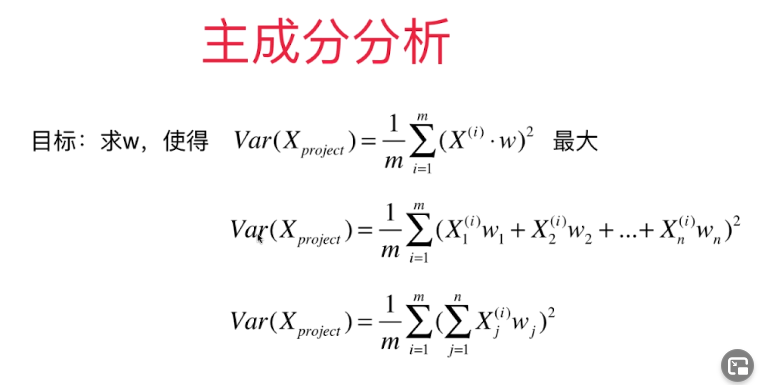 主成分分析
目标：求w，使得 Var(X_{project}) = \frac{1}{m} \sum_{i=1}^{m} (X^{(i)} \cdot w)^2 最大
Var(X_{project}) = \frac{1}{m} \sum_{i=1}^{m} (X_1^{(i)} w_1 + X_2^{(i)} w_2 + ... + X_n^{(i)} w_n)^2
Var(X_{project}) = \frac{1}{m} \sum_{i=1}^{m} (\sum_{j=1}^{n} X_j^{(i)} w_j)^2